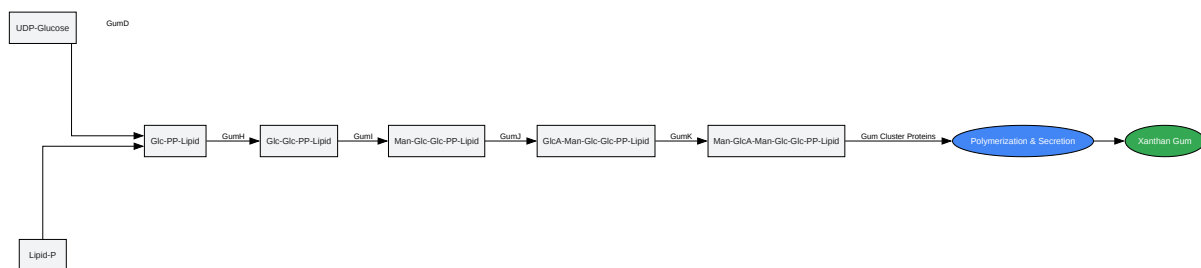 UDP-Glucose
GumD
Glc-PP-Lipid
GumH
Glc-Glc-PP-Lipid
GumI
Man-Glc-Glc-PP-Lipid
GumJ
GlcA-Man-Glc-Glc-PP-Lipid
GumK
Man-GlcA-Man-Glc-Glc-PP-Lipid
Gum Cluster Proteins
Polymerization & Secretion
Xanthan Gum
Lipid-P